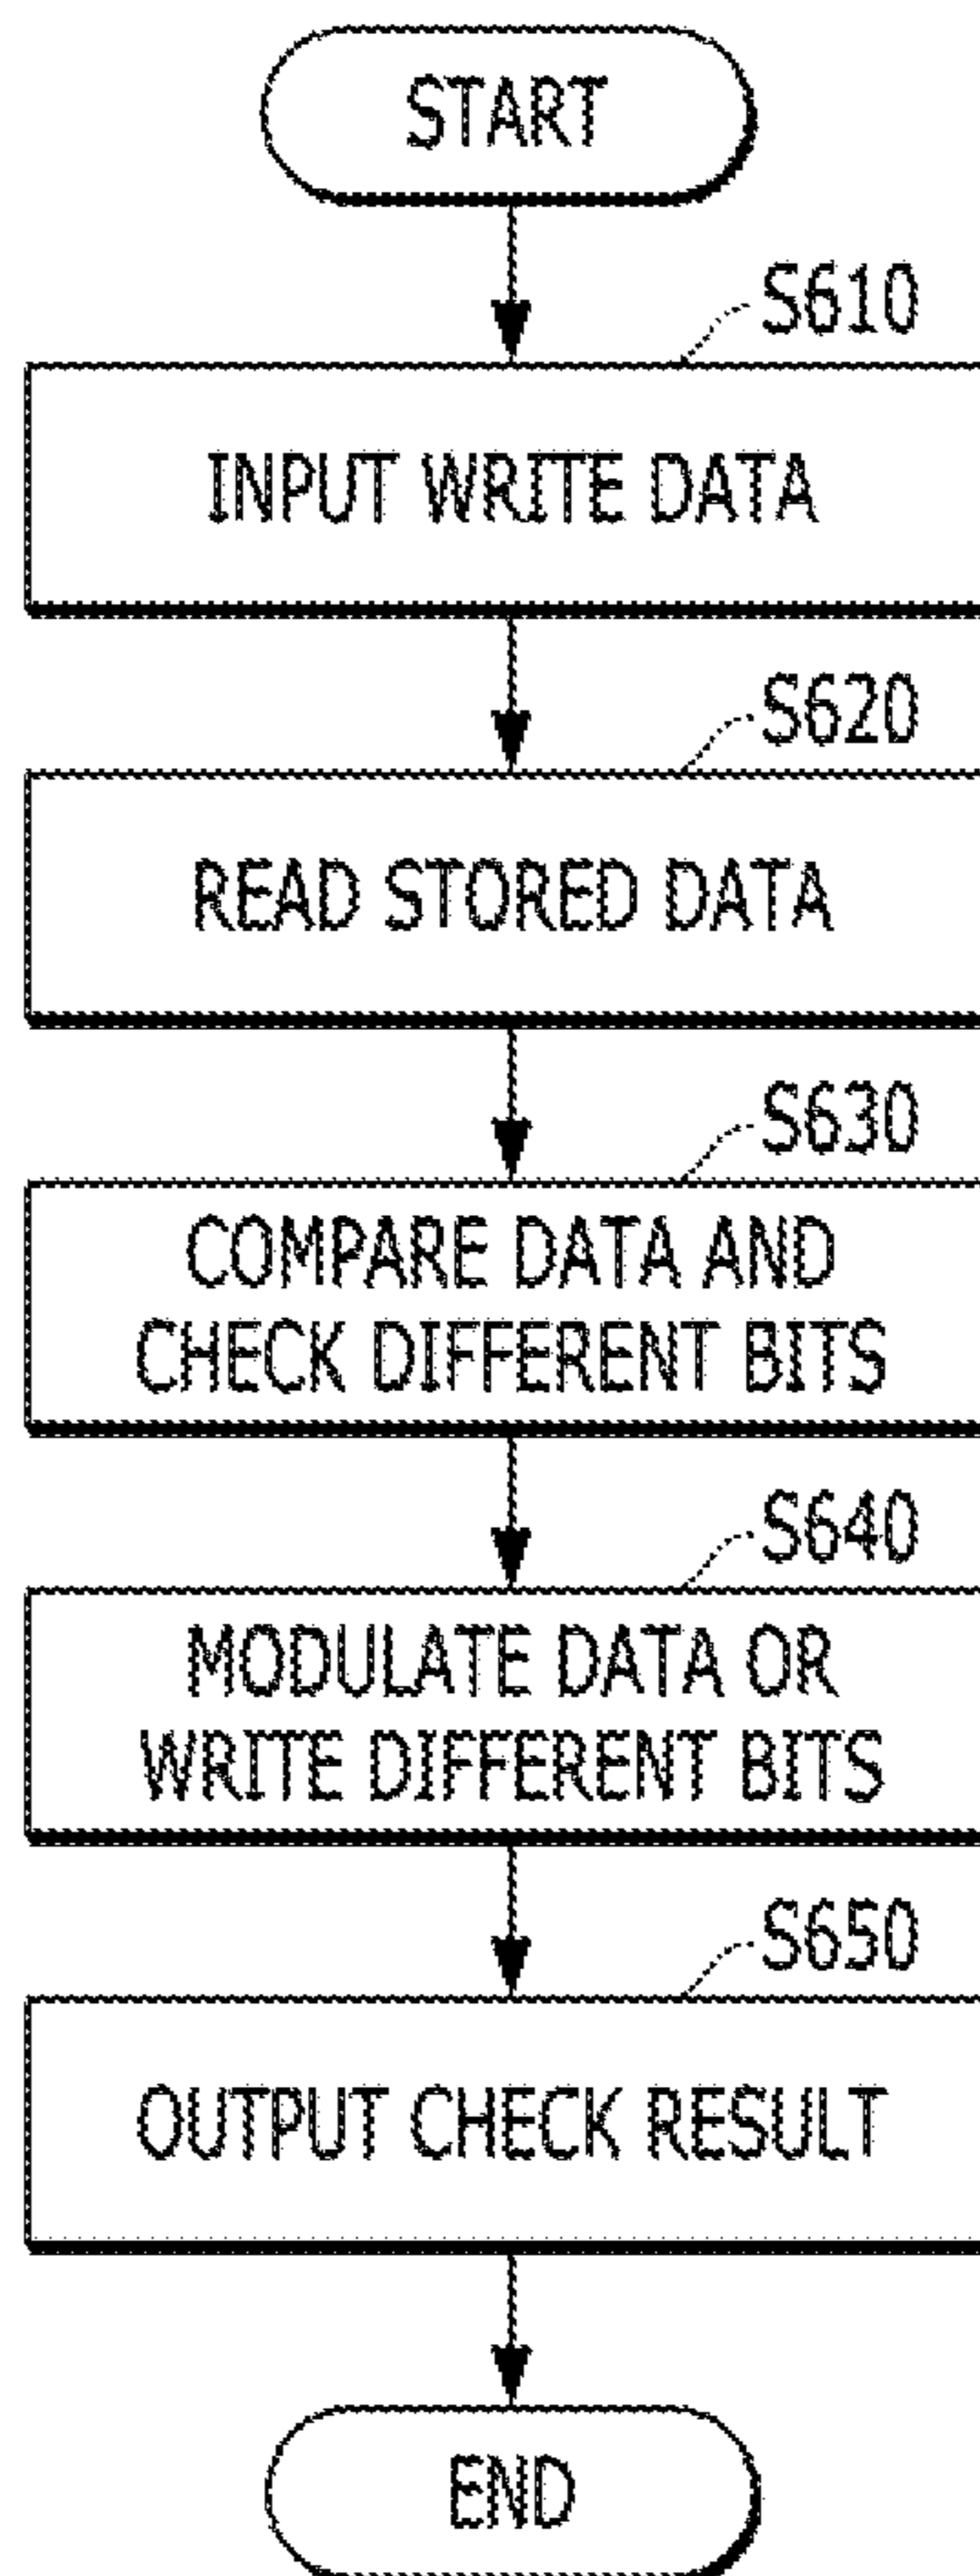 START
S610
INPUT WRITE DATA
S620
READ STORED DATA
S630
COMPARE DATA AND
CHECK DIFFERENT BITS
S640
MODULATE DATA OR
WRITE DIFFERENT BITS
S650
OUTPUT CHECK RESULT
END